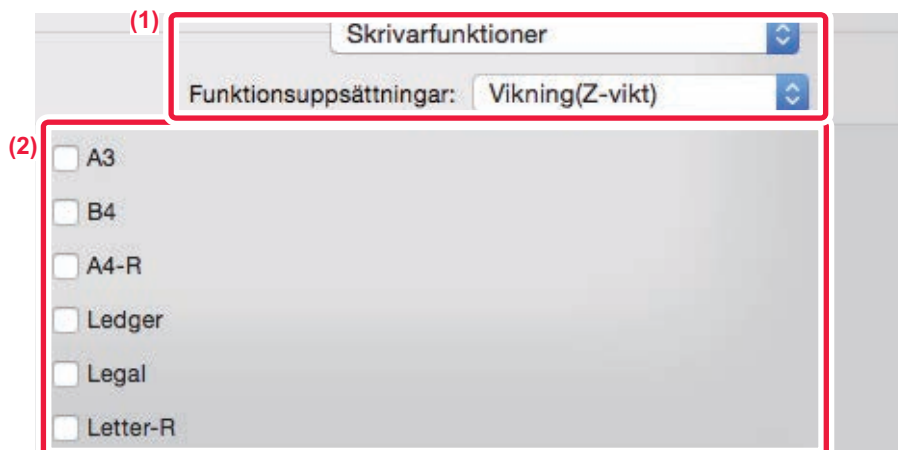 (1)
Skrivarfunktioner
Funktionsuppsättningar: Vikning(Z-vikt)
(2)
A3
B4
A4-R
Ledger
Legal
Letter-R